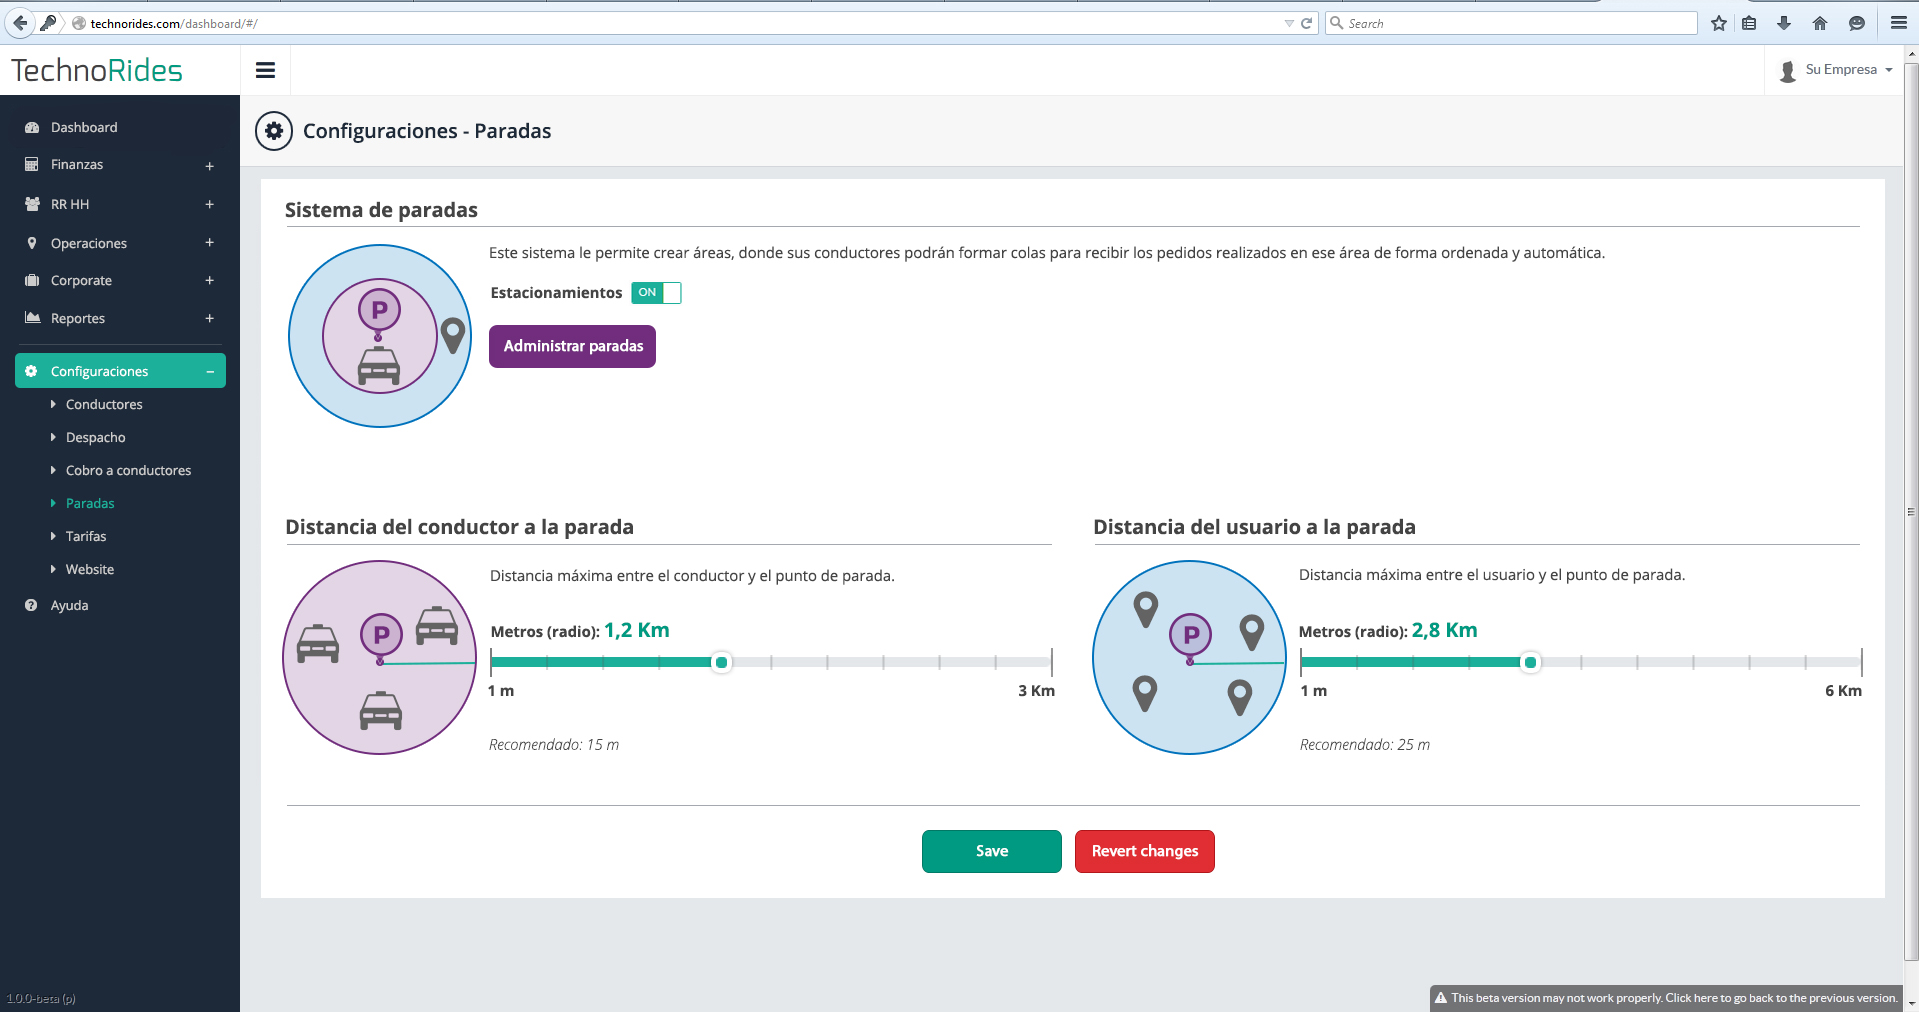 technorides.com/dashboard/#/
Search
TechnoRides
Su Empresa
Dashboard
Finanzas
RR HH
Operaciones
Corporate
Reportes
Configuraciones
Conductores
Despacho
Cobro a conductores
Paradas
Tarifas
Website
Ayuda
1.0.0-beta (p)
Configuraciones - Paradas
Sistema de paradas
P
Este sistema le permite crear áreas, donde sus conductores podrán formar colas para recibir los pedidos realizados en ese área de forma ordenada y automática.
Estacionamientos ON
Administrar paradas
Distancia del conductor a la parada
P
Distancia máxima entre el conductor y el punto de parada.
Metros (radio): 1,2 Km
1 m 3 Km
Recomendado: 15 m
Distancia del usuario a la parada
P
Distancia máxima entre el usuario y el punto de parada.
Metros (radio): 2,8 Km
1 m 6 Km
Recomendado: 25 m
Save Revert changes
This beta version may not work properly. Click here to go back to the previous version.